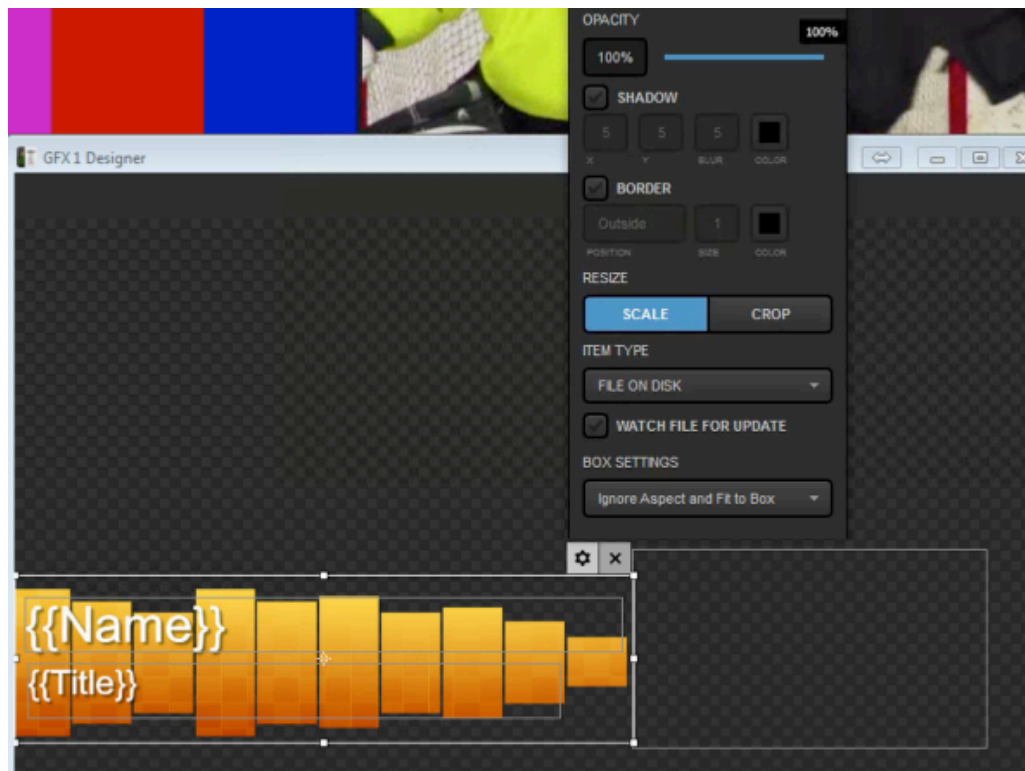 OPACITY
100%
100%
SHADOW
5 5 5
X Y BLUR COLOR
GFX 1 Designer
BORDER
Outside 1
POSITION SIZE COLOR
RESIZE
SCALE CROP
ITEM TYPE
FILE ON DISK
WATCH FILE FOR UPDATE
BOX SETTINGS
Ignore Aspect and Fit to Box
{{Name}}
{{Title}}